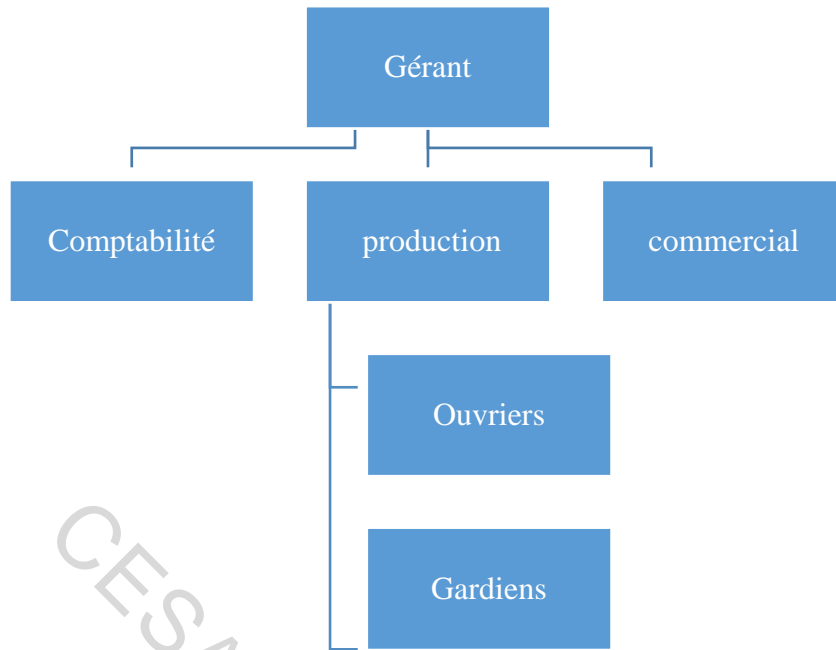 Gérant
Comptabilité
production
commercial
Ouvriers
Gardiens